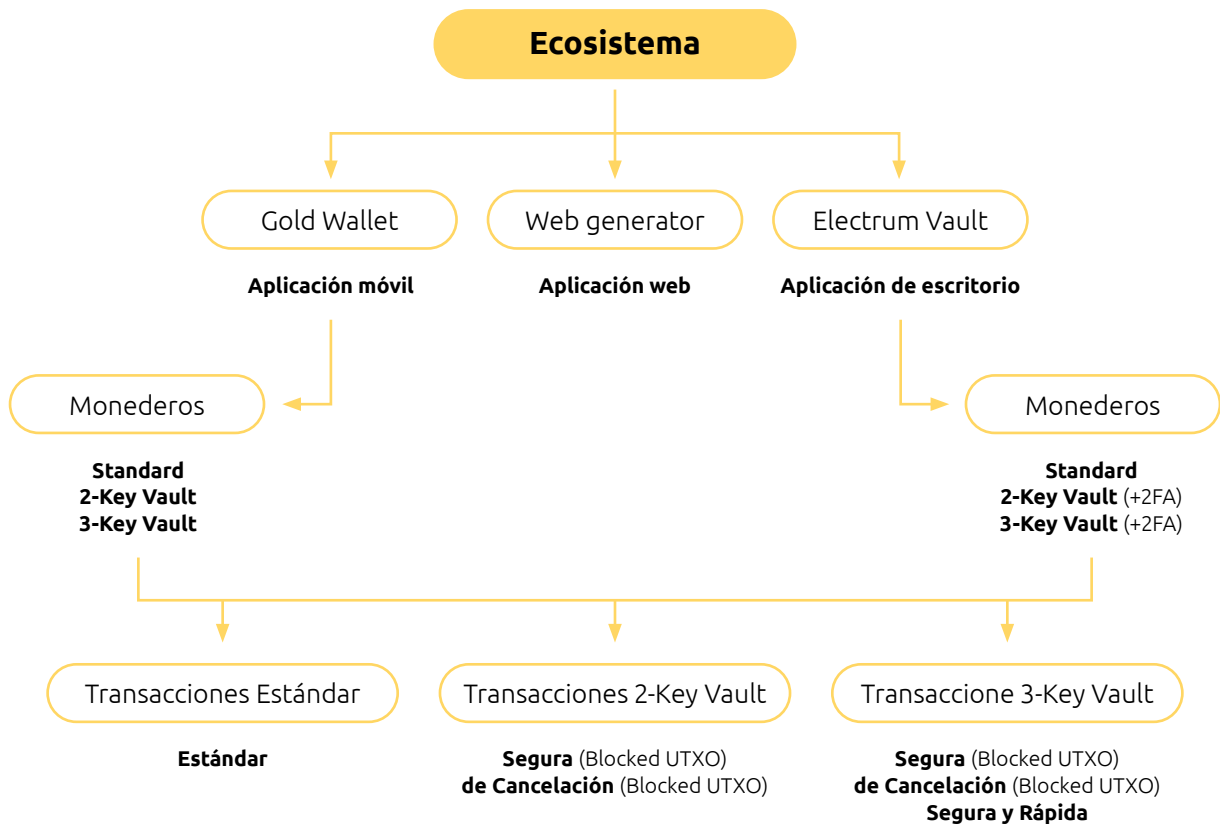 Ecosistema
Gold Wallet
Web generator
Electrum Vault
Aplicación móvil
Aplicación web
Aplicación de escritorio
Monederos
Standard
2-Key Vault
3-Key Vault
Monederos
Standard
2-Key Vault (+2FA)
3-Key Vault (+2FA)
Transacciones Estándar
Transacciones 2-Key Vault
Transaccione 3-Key Vault
Estándar
Segura (Blocked UTXO)
de Cancelación (Blocked UTXO)
Segura (Blocked UTXO)
de Cancelación (Blocked UTXO)
Segura y Rápida